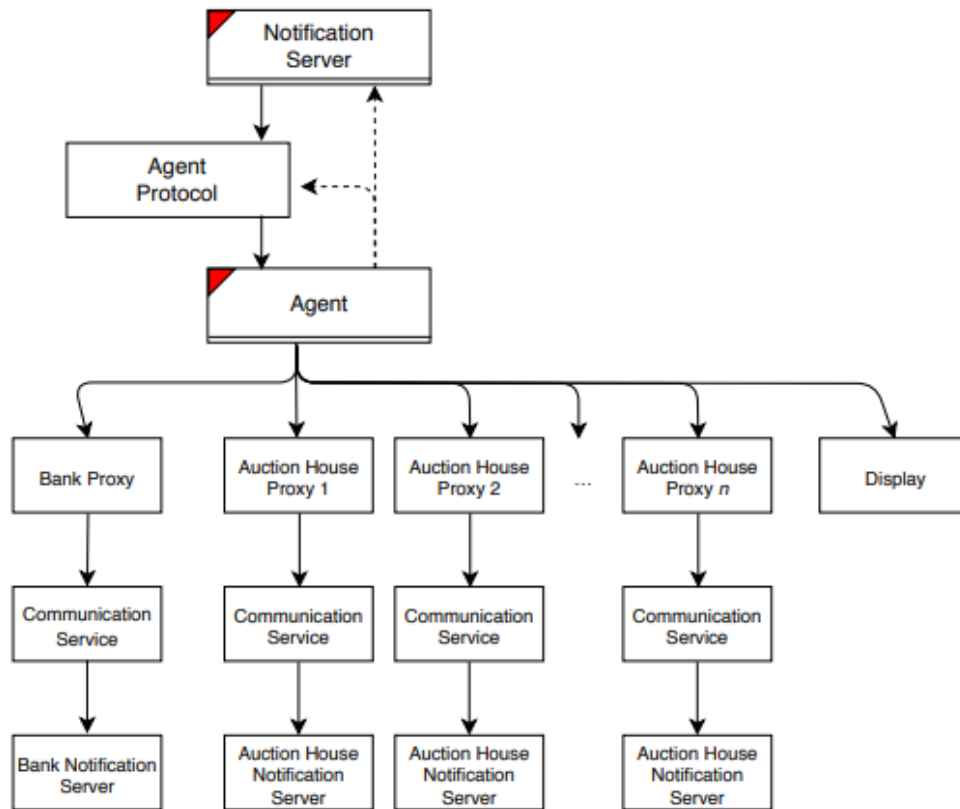 Notification
Server
Agent
Protocol
Agent
Bank Proxy
Auction House
Proxy 1
Auction House
Proxy 2
...
Auction House
Proxy n
Display
Communication
Service
Communication
Service
Communication
Service
Communication
Service
Bank Notification
Server
Auction House
Notification
Server
Auction House
Notification
Server
Auction House
Notification
Server